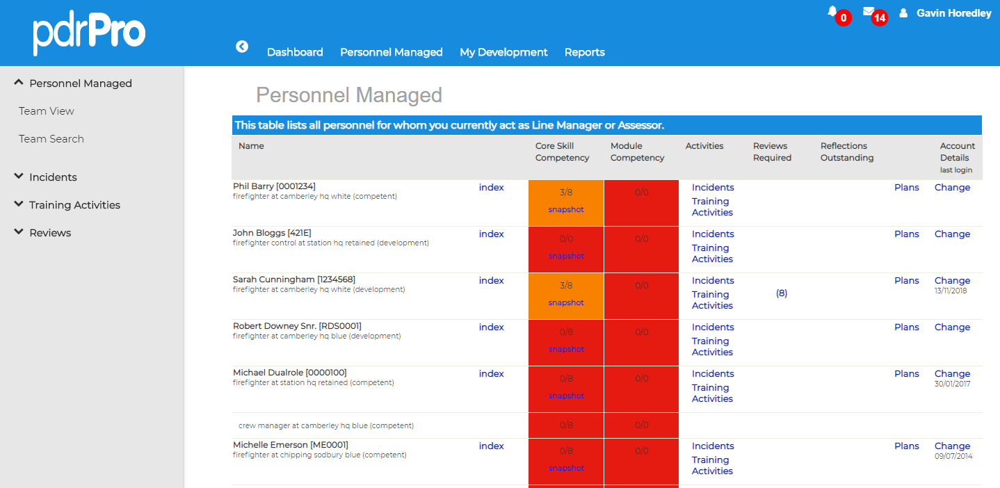 pdrPro
0
14
Gavin Horedley
Dashboard
Personnel Managed
My Development
Reports
Personnel Managed
Team View
Team Search
Incidents
Training Activities
Reviews
Personnel Managed
This table lists all personnel for whom you currently act as Line Manager or Assessor.
Name
Core Skill
Competency
Module
Competency
Activities
Reviews
Required
Reflections
Outstanding
Account
Details
last login
Phil Barry [0001234]
firefighter at camberley hq white (competent)
index
3/8
snapshot
0/0
Incidents
Training
Activities
Plans
Change
John Bloggs [421E]
firefighter control at station hq retained (development)
index
0/0
snapshot
0/0
Incidents
Training
Activities
Plans
Change
Sarah Cunningham [1234568]
firefighter at camberley hq white (development)
index
3/8
snapshot
0/0
Incidents
Training
Activities
(8)
Plans
Change
13/11/2018
Robert Downey Snr. [RDS0001]
firefighter at camberley hq blue (development)
index
0/8
snapshot
0/0
Incidents
Training
Activities
Plans
Change
Michael Dualrole [0000100]
firefighter at station hq retained (competent)
index
0/8
snapshot
0/0
Incidents
Training
Activities
Plans
Change
30/01/2017
crew manager at camberley hq blue (competent)
0/8
0/0
Michelle Emerson [ME0001]
firefighter at chipping sodbury blue (competent)
index
0/8
snapshot
0/0
Incidents
Training
Activities
Plans
Change
09/07/2014